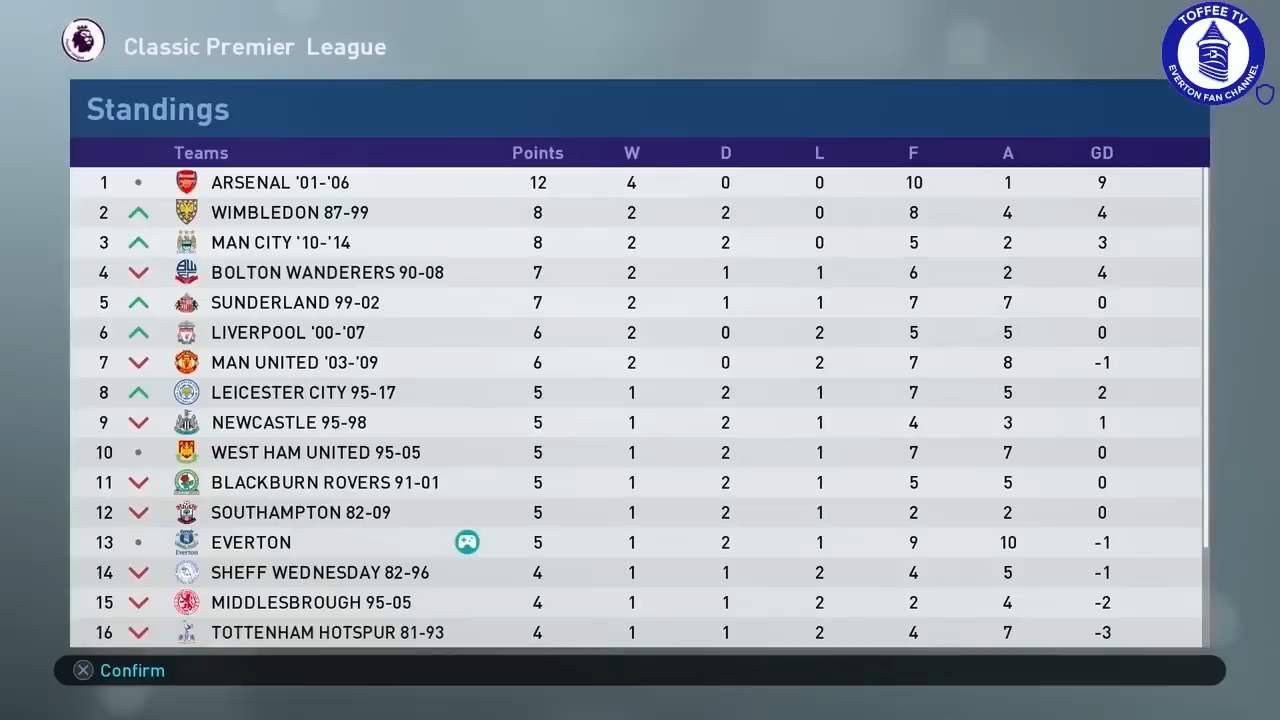 Classic Premier League
TOFFEE TV
EVERTON FAN CHANNEL
Standings
Teams Points W D L F A GD
1 ARSENAL '01-'06 12 4 0 0 10 1 9
2 WIMBLEDON 87-99 8 2 2 0 8 4 4
3 MAN CITY '10-'14 8 2 2 0 5 2 3
4 BOLTON WANDERERS 90-08 7 2 1 1 6 2 4
5 SUNDERLAND 99-02 7 2 1 1 7 7 0
6 LIVERPOOL '00-'07 6 2 0 2 5 5 0
7 MAN UNITED '03-'09 6 2 0 2 7 8 -1
8 LEICESTER CITY 95-17 5 1 2 1 7 5 2
9 NEWCASTLE 95-98 5 1 2 1 4 3 1
10 WEST HAM UNITED 95-05 5 1 2 1 7 7 0
11 BLACKBURN ROVERS 91-01 5 1 2 1 5 5 0
12 SOUTHAMPTON 82-09 5 1 2 1 2 2 0
13 Everton EVERTON 5 1 2 1 9 10 -1
14 SHEFF WEDNESDAY 82-96 4 1 1 2 4 5 -1
15 MIDDLESBROUGH 95-05 4 1 1 2 2 4 -2
16 TOTTENHAM HOTSPUR 81-93 4 1 1 2 4 7 -3
Confirm